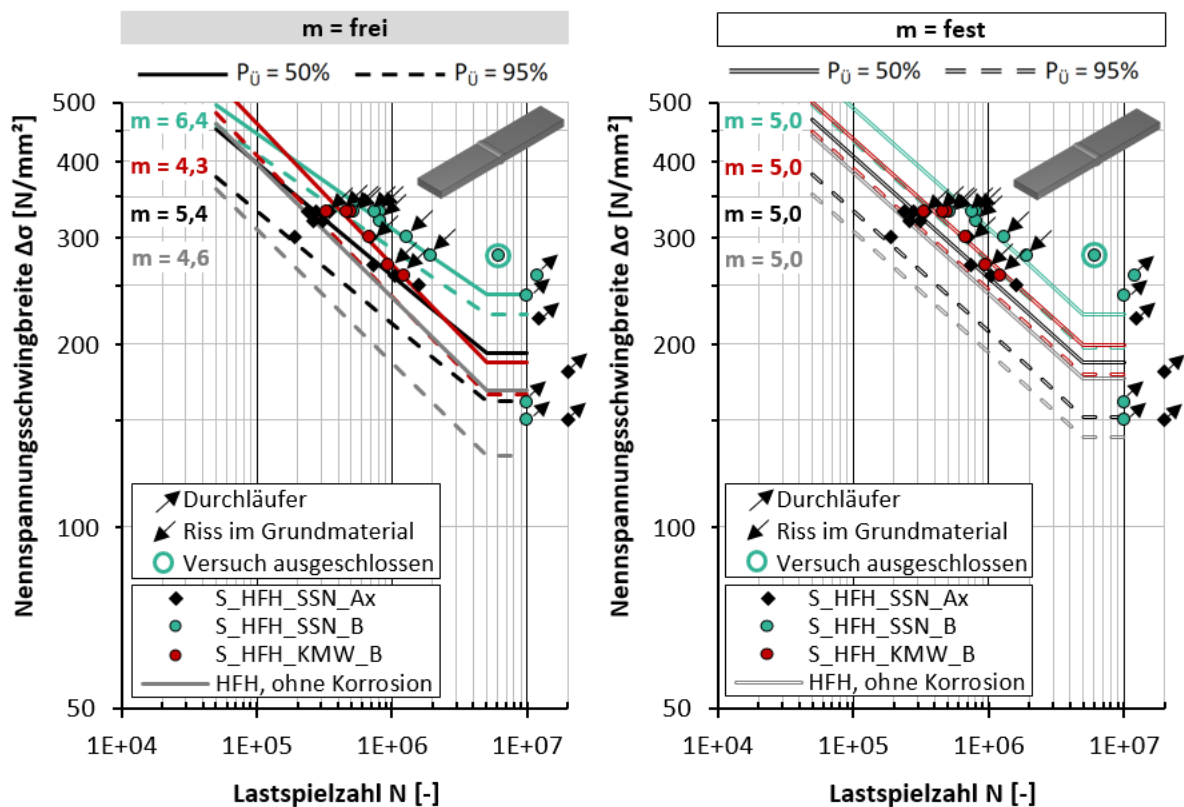 m = frei
P_Ü = 50% P_Ü = 95%
Nennspannungsschwingbreite Δσ [N/mm²]
500
400
300
200
100
50
m = 6,4
m = 4,3
m = 5,4
m = 4,6
Durchläufer
Riss im Grundmaterial
Versuch ausgeschlossen
S_HFH_SSN_Ax
S_HFH_SSN_B
S_HFH_KMW_B
HFH, ohne Korrosion
1E+04 1E+05 1E+06 1E+07
Lastspielzahl N [-]
m = fest
P_Ü = 50% P_Ü = 95%
Nennspannungsschwingbreite Δσ [N/mm²]
500
400
300
200
100
50
m = 5,0
m = 5,0
m = 5,0
m = 5,0
Durchläufer
Riss im Grundmaterial
Versuch ausgeschlossen
S_HFH_SSN_Ax
S_HFH_SSN_B
S_HFH_KMW_B
HFH, ohne Korrosion
1E+04 1E+05 1E+06 1E+07
Lastspielzahl N [-]